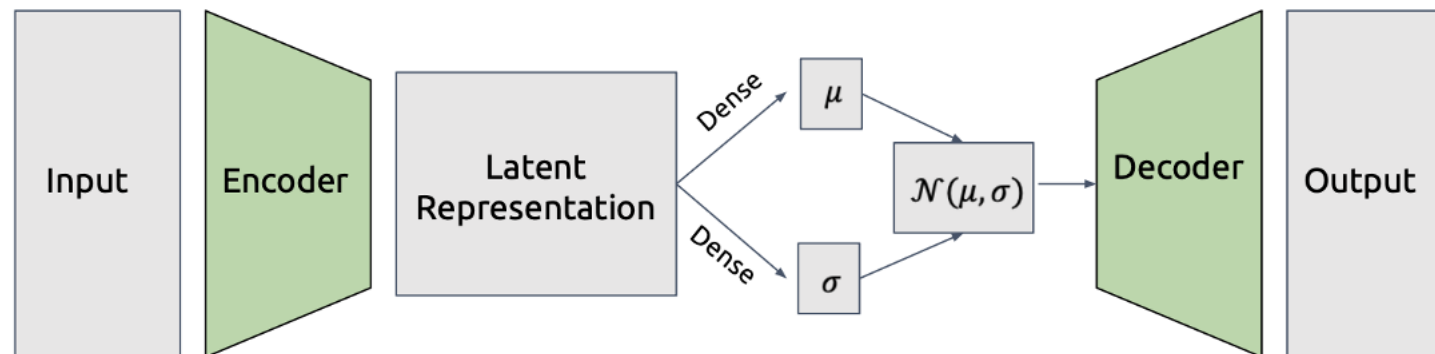 Input
Encoder
Latent
Representation
Dense
Dense
μ
σ
𝒩(μ, σ)
Decoder
Output